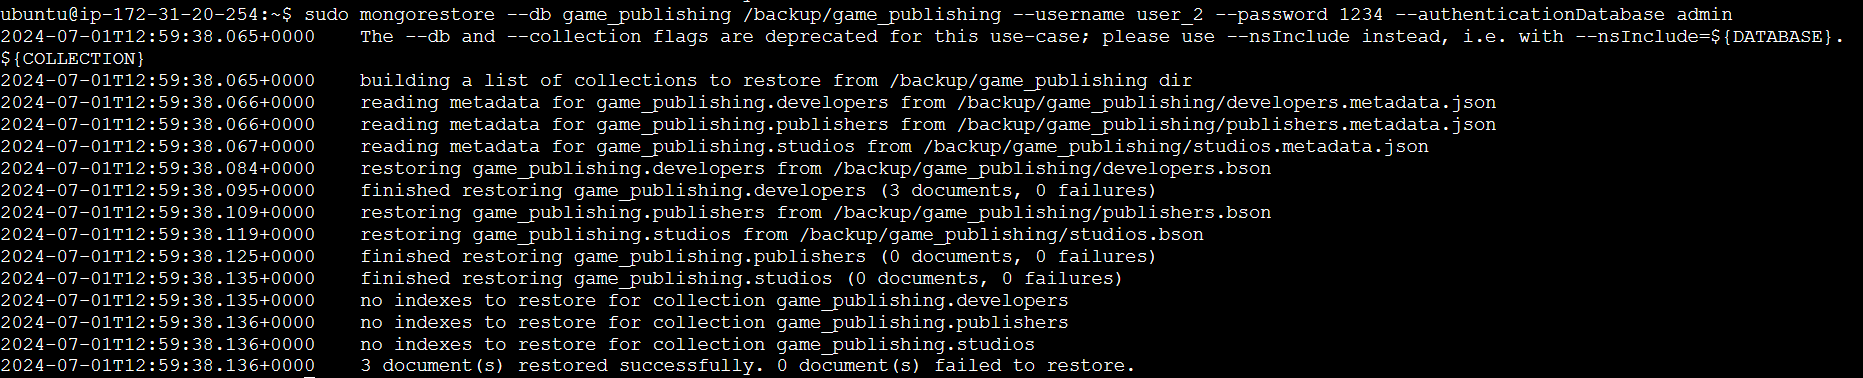 ubuntu@ip-172-31-20-254:~$ sudo mongorestore --db game_publishing /backup/game_publishing --username user_2 --password 1234 --authenticationDatabase admin
2024-07-01T12:59:38.065+0000    The --db and --collection flags are deprecated for this use-case; please use --nsInclude instead, i.e. with --nsInclude=${DATABASE}.
${COLLECTION}
2024-07-01T12:59:38.065+0000    building a list of collections to restore from /backup/game_publishing dir
2024-07-01T12:59:38.066+0000    reading metadata for game_publishing.developers from /backup/game_publishing/developers.metadata.json
2024-07-01T12:59:38.066+0000    reading metadata for game_publishing.publishers from /backup/game_publishing/publishers.metadata.json
2024-07-01T12:59:38.067+0000    reading metadata for game_publishing.studios from /backup/game_publishing/studios.metadata.json
2024-07-01T12:59:38.084+0000    restoring game_publishing.developers from /backup/game_publishing/developers.bson
2024-07-01T12:59:38.095+0000    finished restoring game_publishing.developers (3 documents, 0 failures)
2024-07-01T12:59:38.109+0000    restoring game_publishing.publishers from /backup/game_publishing/publishers.bson
2024-07-01T12:59:38.119+0000    restoring game_publishing.studios from /backup/game_publishing/studios.bson
2024-07-01T12:59:38.125+0000    finished restoring game_publishing.publishers (0 documents, 0 failures)
2024-07-01T12:59:38.135+0000    finished restoring game_publishing.studios (0 documents, 0 failures)
2024-07-01T12:59:38.135+0000    no indexes to restore for collection game_publishing.developers
2024-07-01T12:59:38.136+0000    no indexes to restore for collection game_publishing.publishers
2024-07-01T12:59:38.136+0000    no indexes to restore for collection game_publishing.studios
2024-07-01T12:59:38.136+0000    3 document(s) restored successfully. 0 document(s) failed to restore.